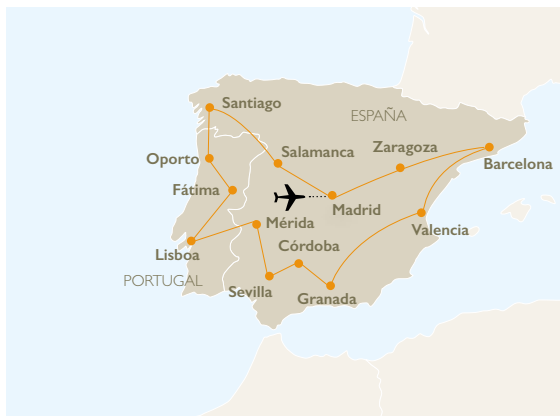 Santiago
ESPAÑA
Zaragoza
Salamanca
Oporto
Barcelona
Fátima
Madrid
Mérida
Valencia
Córdoba
Lisboa
PORTUGAL
Sevilla
Granada